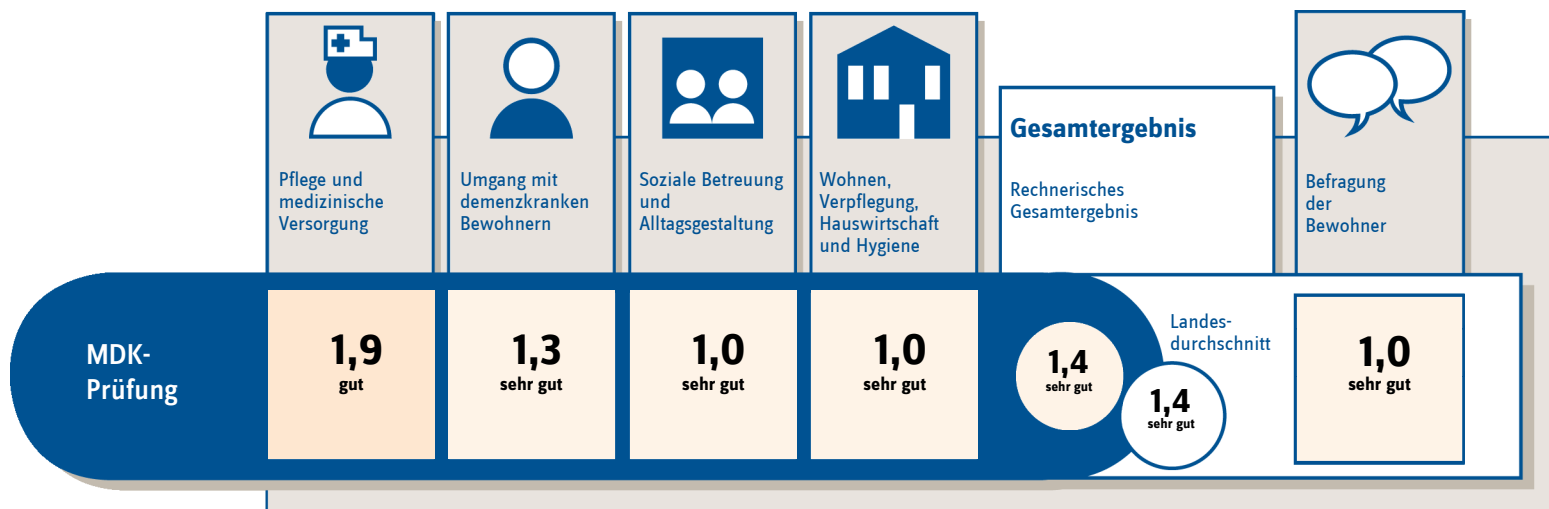 Pflege und
medizinische
Versorgung
Umgang mit
demenzkranken
Bewohnern
Soziale Betreuung
und
Alltagsgestaltung
Wohnen,
Verpflegung,
Hauswirtschaft
und Hygiene
Gesamtergebnis
Rechnerisches
Gesamtergebnis
Befragung
der
Bewohner
MDK-
Prüfung
1,9
gut
1,3
sehr gut
1,0
sehr gut
1,0
sehr gut
1,4
sehr gut
Landes-
durchschnitt
1,4
sehr gut
1,0
sehr gut